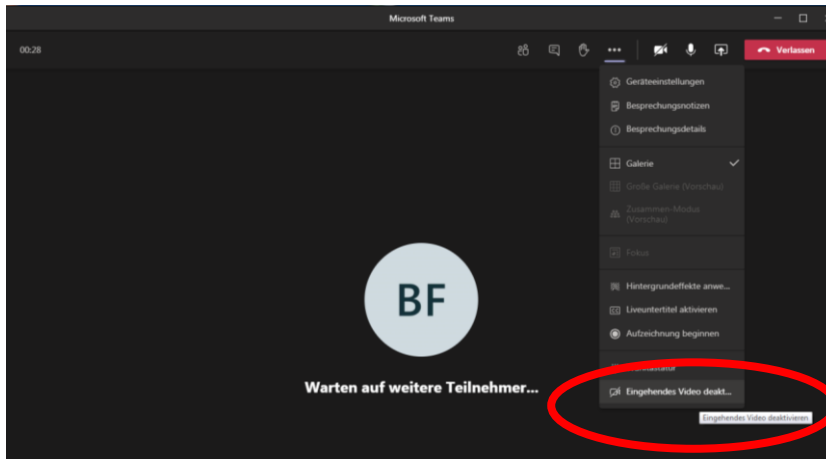 Microsoft Teams
00:28
Verlassen
Geräteeinstellungen
Besprechungsnotizen
Besprechungsdetails
Galerie
Große Galerie (Vorschau)
Zusammen-Modus
(Vorschau)
Fokus
Hintergrundeffekte anwe...
Liveuntertitel aktivieren
Aufzeichnung beginnen
BF
Warten auf weitere Teilnehmer...
Eingehendes Video deakt...
Eingehendes Video deaktivieren